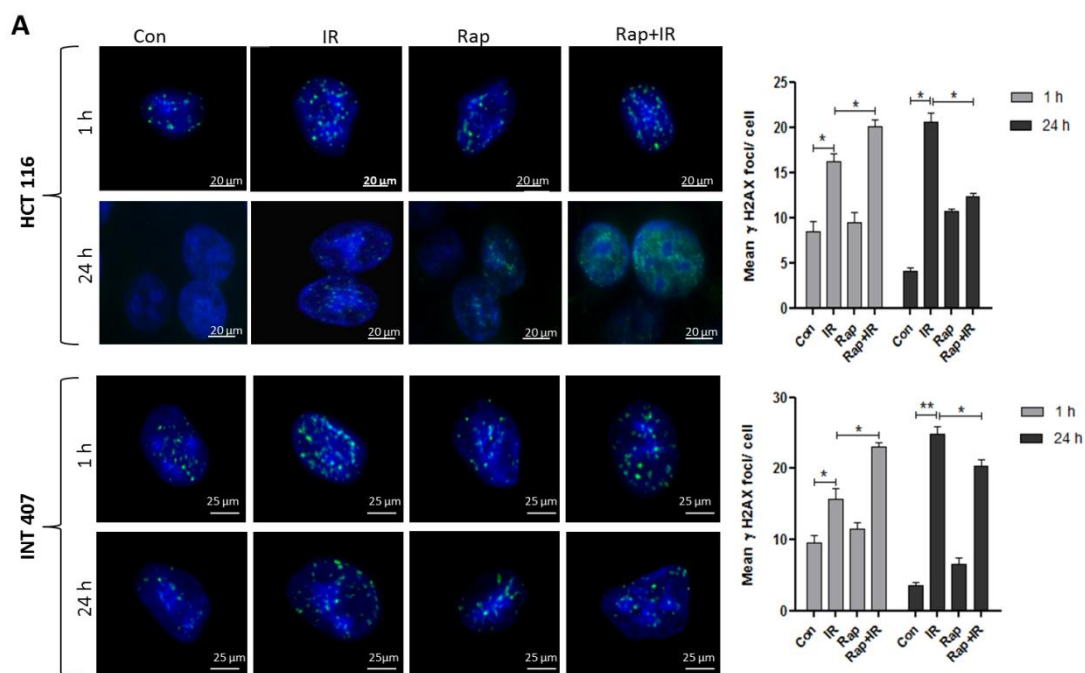 A
Con IR Rap Rap+IR
HCT 116
1 h
20 μm 20 μm 20 μm 20 μm
24 h
20 μm 20 μm 20 μm 20 μm
INT 407
1 h
25 μm 25 μm 25 μm 25 μm
24 h
25μm 25μm 25μm 25μm
Mean γ H2AX foci/ cell
25
20
15
10
5
0
* * * *
1 h
24 h
Con IR Rap Rap+IR Con IR Rap Rap+IR
Mean γ H2AX foci/ cell
30
20
10
0
* * ** *
1 h
24 h
Con IR Rap Rap+IR Con IR Rap Rap+IR